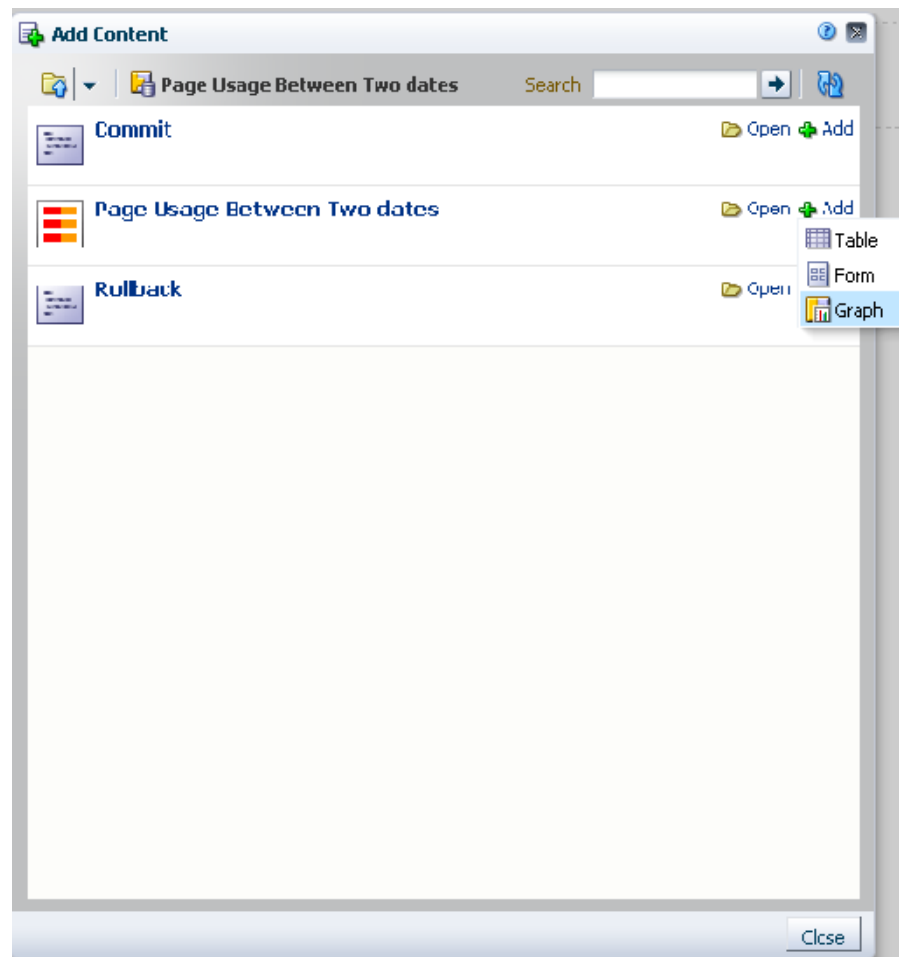 Add Content
Page Usage Between Two dates Search
Commit Open Add
Page Usage Between Two dates Open Add
Table
Form
Rollback Open
Graph
Close